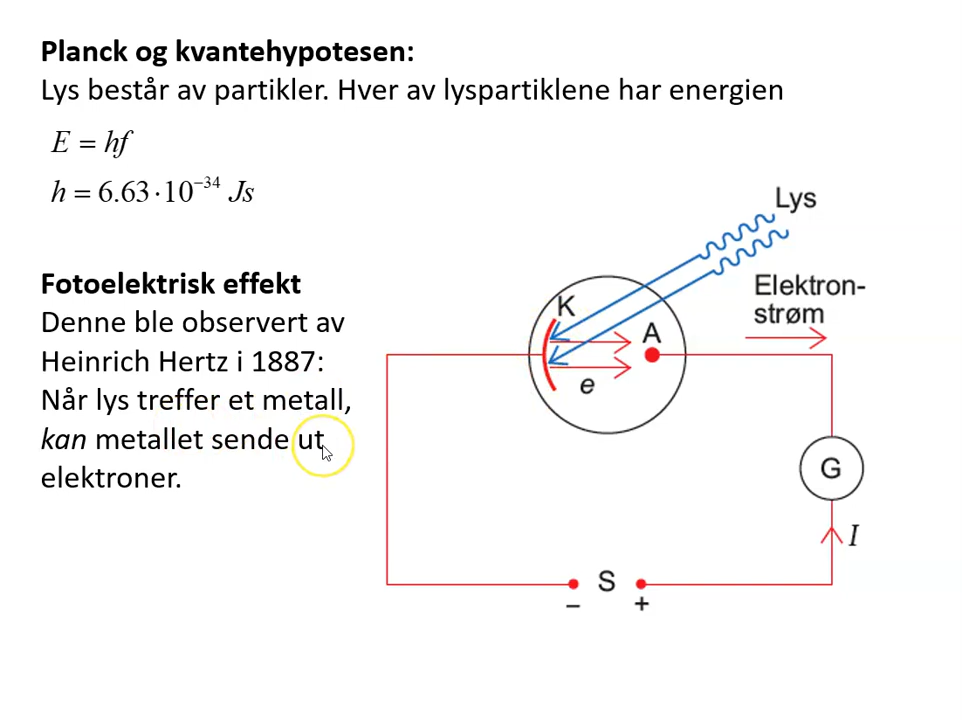 Planck og kvantehypotesen:
Lys består av partikler. Hver av lyspartiklene har energien
E = hf
h = 6.63·10⁻³⁴ Js
Fotoelektrisk effekt
Denne ble observert av
Heinrich Hertz i 1887:
Når lys treffer et metall,
kan metallet sende ut
elektroner.
Lys
Elektron-
strøm
K
A
e
G
I
S
–
+